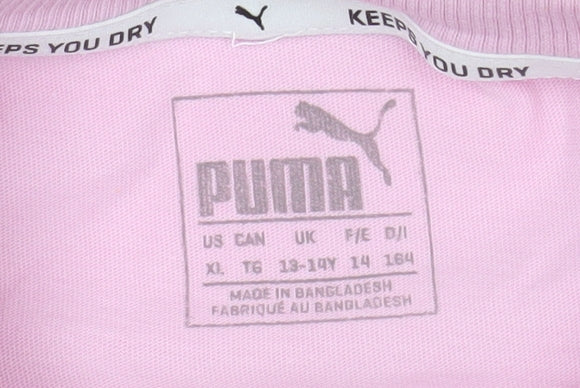 EPS YOU DRY KEEPS YOU DRY
PUMA
US CAN UK F/E D/I
XL TG 13-14Y 14 164
MADE IN BANGLADESH
FABRIQUÉ AU BANGLADESH